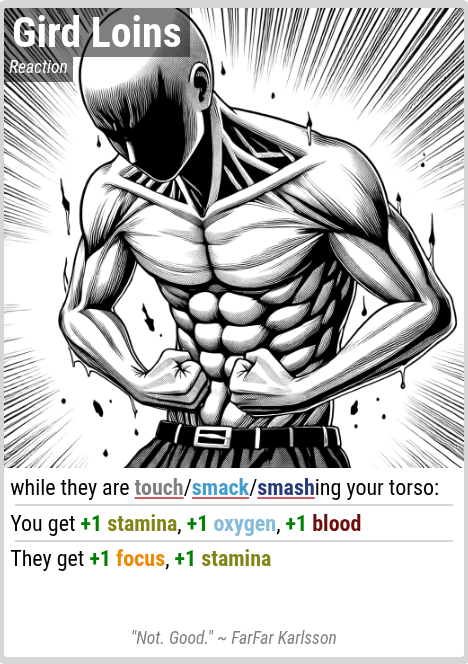 Gird Loins
Reaction
while they are touch/smack/smashing your torso:
You get +1 stamina, +1 oxygen, +1 blood
They get +1 focus, +1 stamina
"Not. Good." ~ FarFar Karlsson